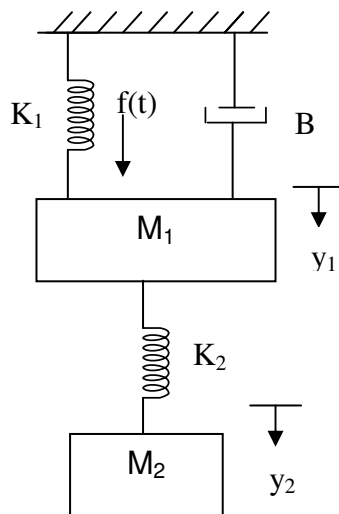 K₁
f(t)
B
M₁
y₁
K₂
M₂
y₂